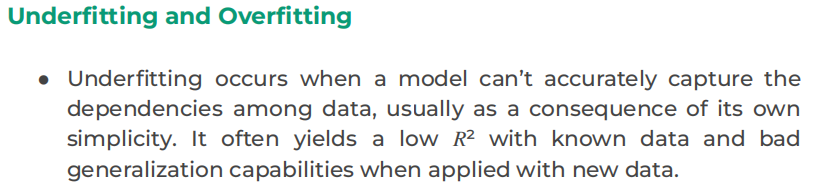 Underfitting and Overfitting
● Underfitting occurs when a model can't accurately capture the
dependencies among data, usually as a consequence of its own
simplicity. It often yields a low R² with known data and bad
generalization capabilities when applied with new data.